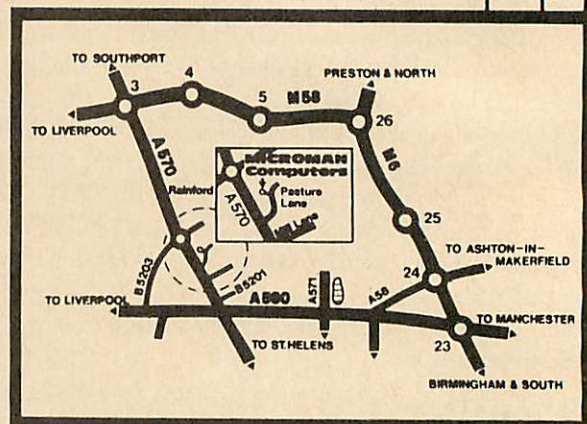 TO SOUTHPORT
3
4
5
M58
PRESTON & NORTH
26
TO LIVERPOOL
A570
M6
MICROMAN
Computers
Rainford
Pasture
Lane
A570
Mill Lane
25
TO ASHTON-IN-
MAKERFIELD
24
B5203
B5201
TO LIVERPOOL
A580
A571
A58
TO MANCHESTER
23
TO ST.HELENS
BIRMINGHAM & SOUTH